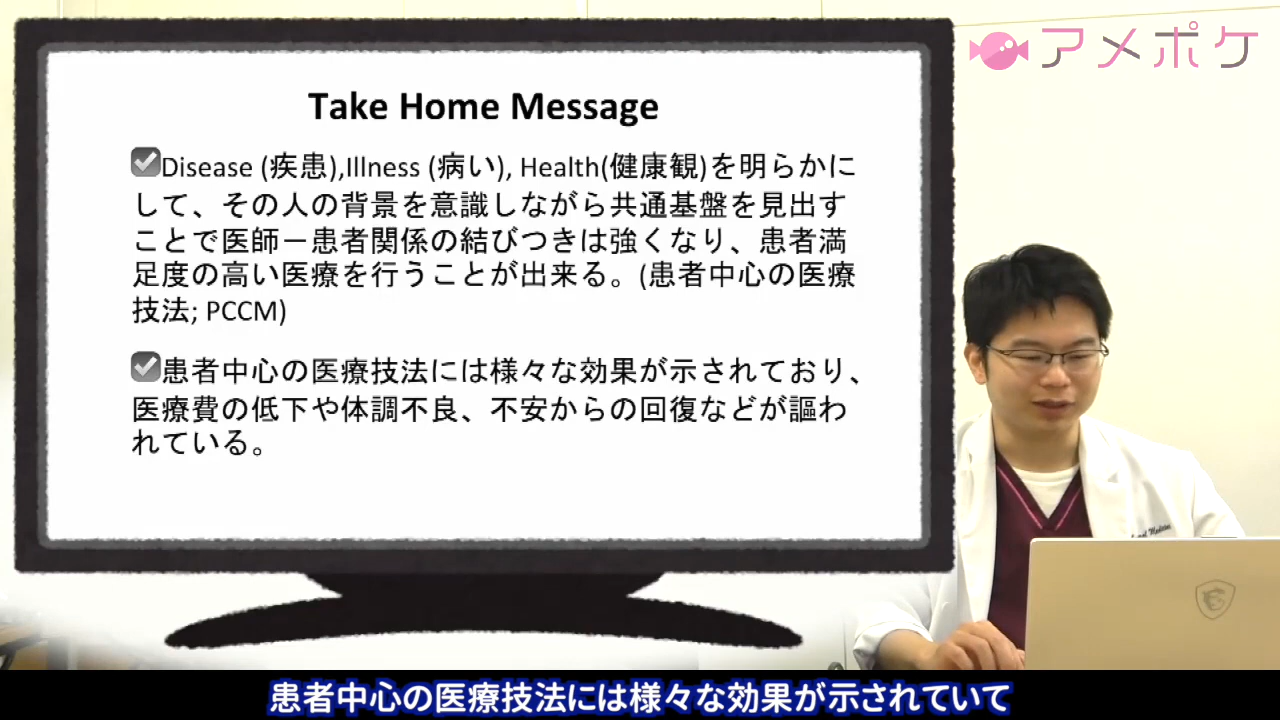 アメポケ
Take Home Message
Disease (疾患),Illness (病い), Health(健康観)を明らかに
して、その人の背景を意識しながら共通基盤を見出す
ことで医師－患者関係の結びつきは強くなり、患者満
足度の高い医療を行うことが出来る。(患者中心の医療
技法; PCCM)
患者中心の医療技法には様々な効果が示されており、
医療費の低下や体調不良、不安からの回復などが謳わ
れている。
患者中心の医療技法には様々な効果が示されていて